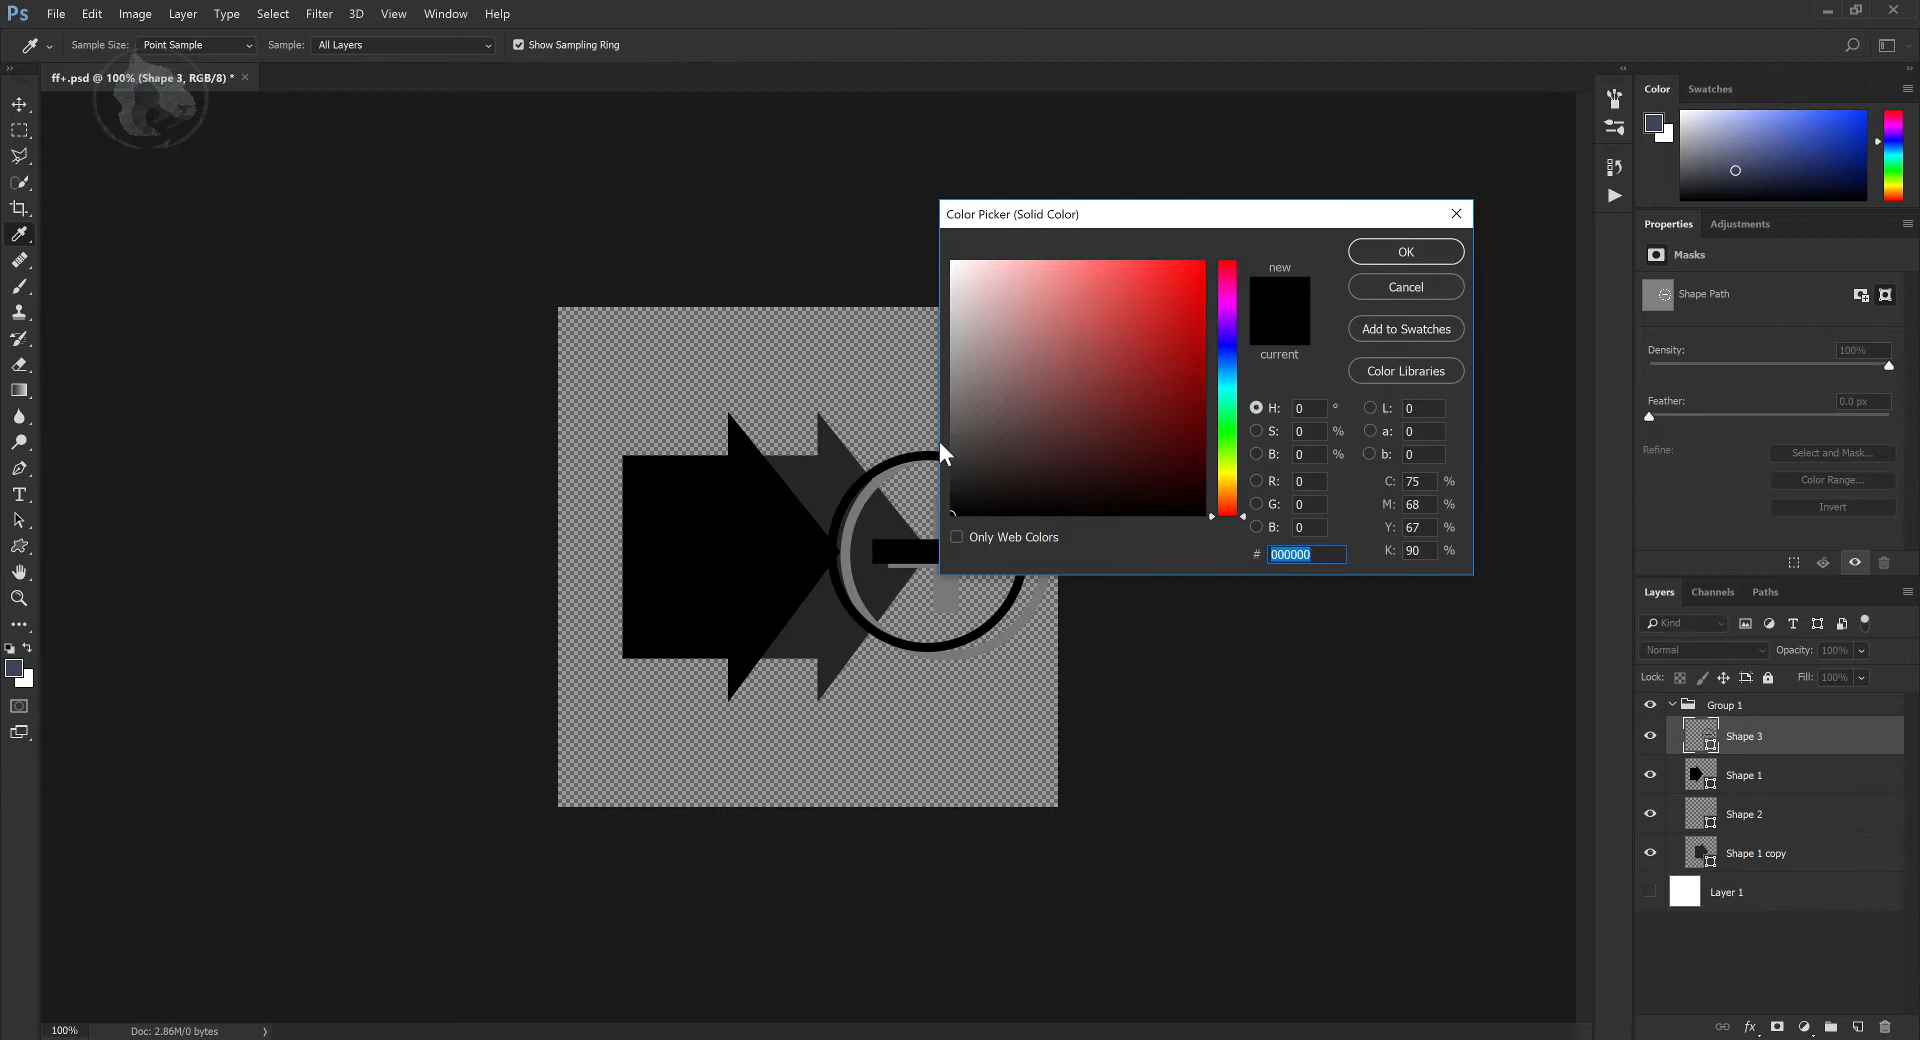 Ps File Edit Image Layer Type Select Filter 3D View Window Help
Sample Size: Point Sample Sample: All Layers Show Sampling Ring
ff+.psd @ 100% (Shape 3, RGB/8) *
Color Swatches
Color Picker (Solid Color)
OK
Cancel
Add to Swatches
Color Libraries
new
current
H: 0 ° L: 0
S: 0 % a: 0
B: 0 % b: 0
R: 0 C: 75 %
G: 0 M: 68 %
B: 0 Y: 67 %
# 000000 K: 90 %
Only Web Colors
Properties Adjustments
Masks
Shape Path
Density: 100%
Feather: 0.0 px
Refine: Select and Mask...
Color Range...
Invert
Layers Channels Paths
Kind
Normal Opacity: 100%
Lock: Fill: 100%
Group 1
Shape 3
Shape 1
Shape 2
Shape 1 copy
Layer 1
100% Doc: 2.86M/0 bytes
fx